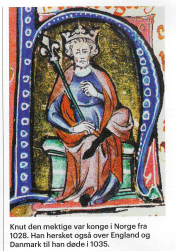 Knut den mektige var konge i Norge fra
1028. Han hersket også over England og
Danmark til han døde i 1035.